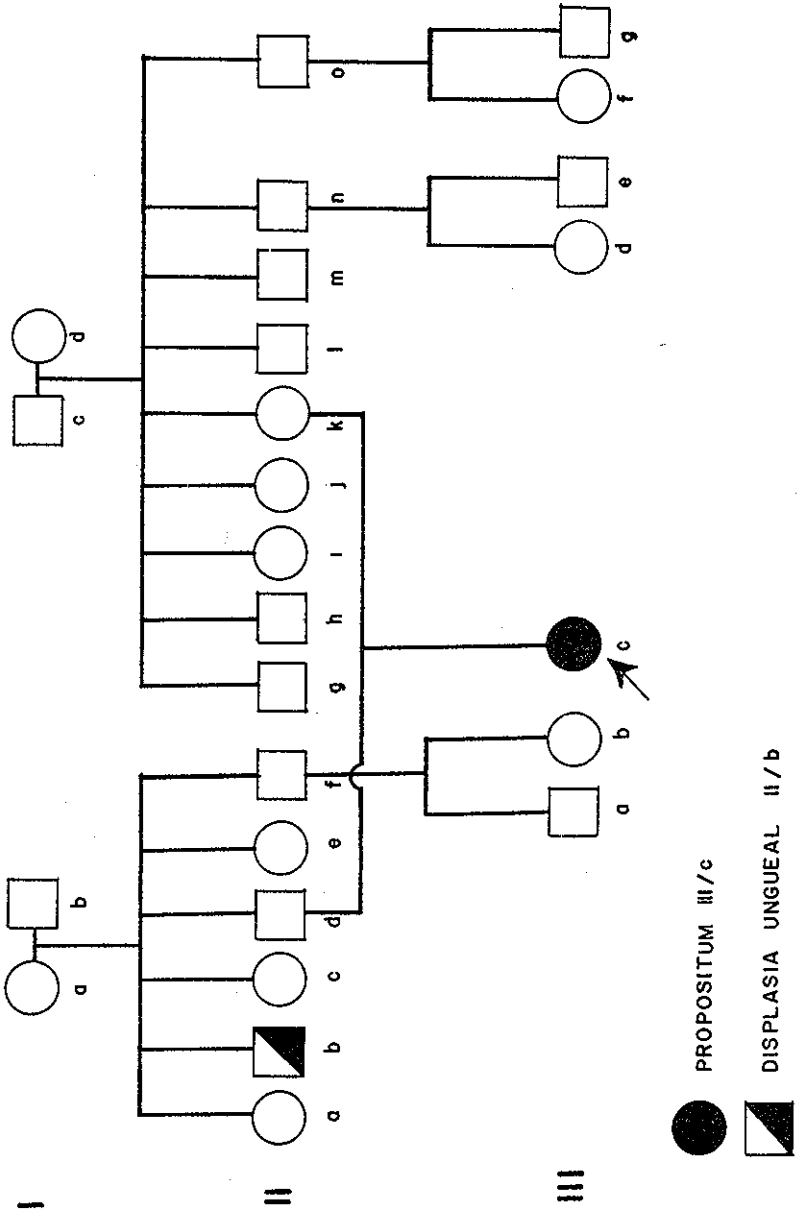 I
a b
c d
II
a b c d e f g h i j k l m n o
III
a b c d e f g
PROPOSITUM III/c
DISPLASIA UNGUEAL II/b